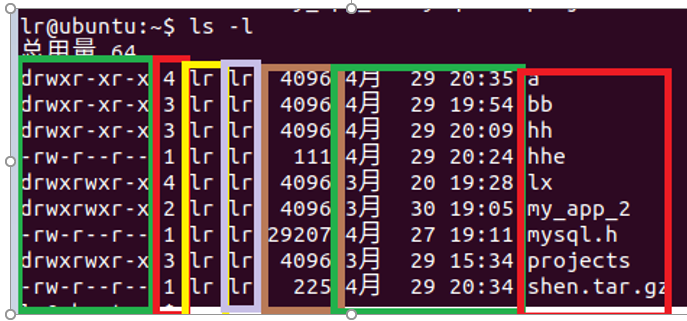 lr@ubuntu:~$ ls -l
总用量 64
drwxr-xr-x 4 lr lr 4096 4月 29 20:35 a
drwxr-xr-x 3 lr lr 4096 4月 29 19:54 bb
drwxr-xr-x 3 lr lr 4096 4月 29 20:09 hh
-rw-r--r-- 1 lr lr 111 4月 29 20:24 hhe
drwxrwxr-x 4 lr lr 4096 3月 20 19:28 lx
drwxrwxr-x 2 lr lr 4096 3月 30 19:05 my_app_2
-rw-r--r-- 1 lr lr 29207 4月 27 19:11 mysql.h
drwxrwxr-x 3 lr lr 4096 3月 29 15:34 projects
-rw-r--r-- 1 lr lr 225 4月 29 20:34 shen.tar.gz